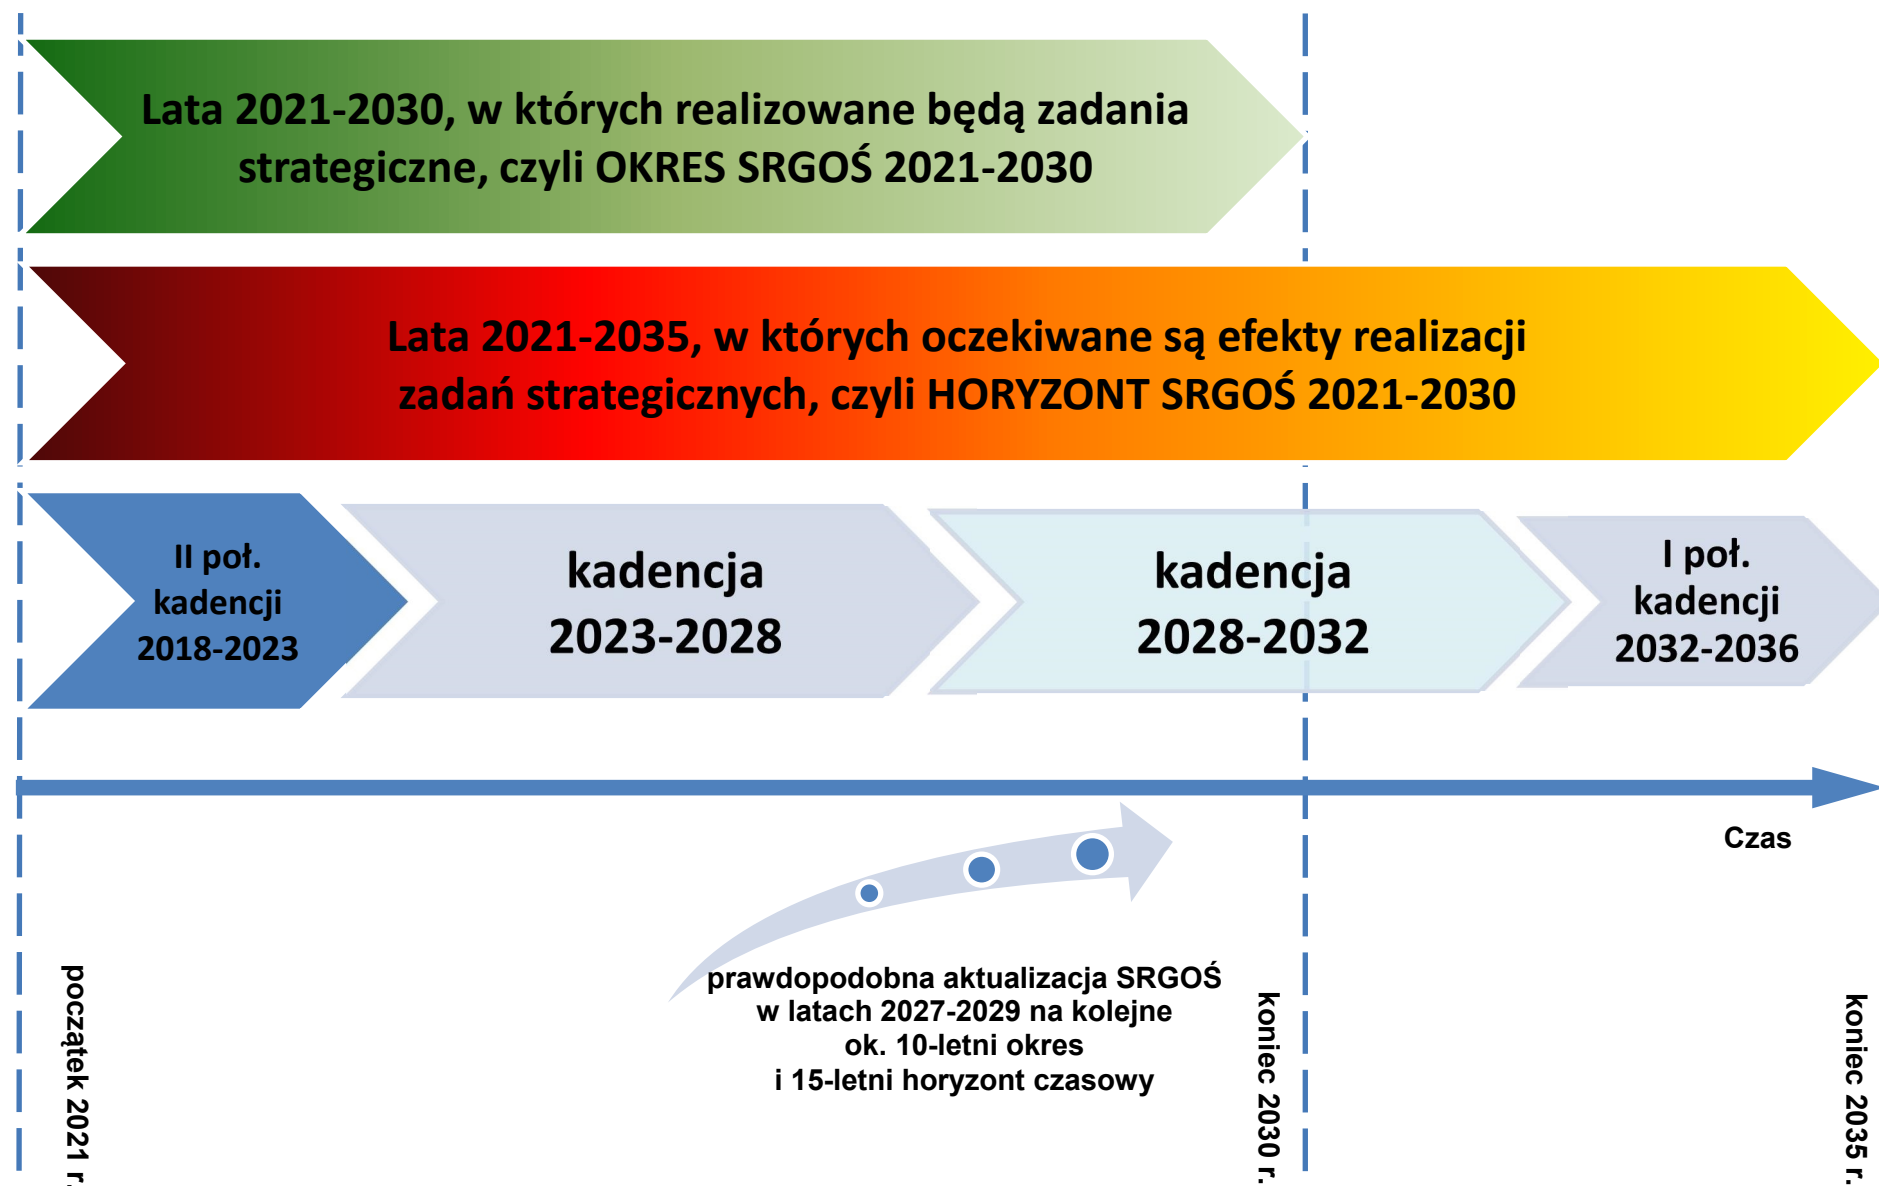 Lata 2021-2030, w których realizowane będą zadania
strategiczne, czyli OKRES SRGOŚ 2021-2030
Lata 2021-2035, w których oczekiwane są efekty realizacji
zadań strategicznych, czyli HORYZONT SRGOŚ 2021-2030
II poł.
kadencji
2018-2023
kadencja
2023-2028
kadencja
2028-2032
I poł.
kadencji
2032-2036
Czas
prawdopodobna aktualizacja SRGOŚ
w latach 2027-2029 na kolejne
ok. 10-letni okres
i 15-letni horyzont czasowy
początek 2021 r.
koniec 2030 r.
koniec 2035 r.